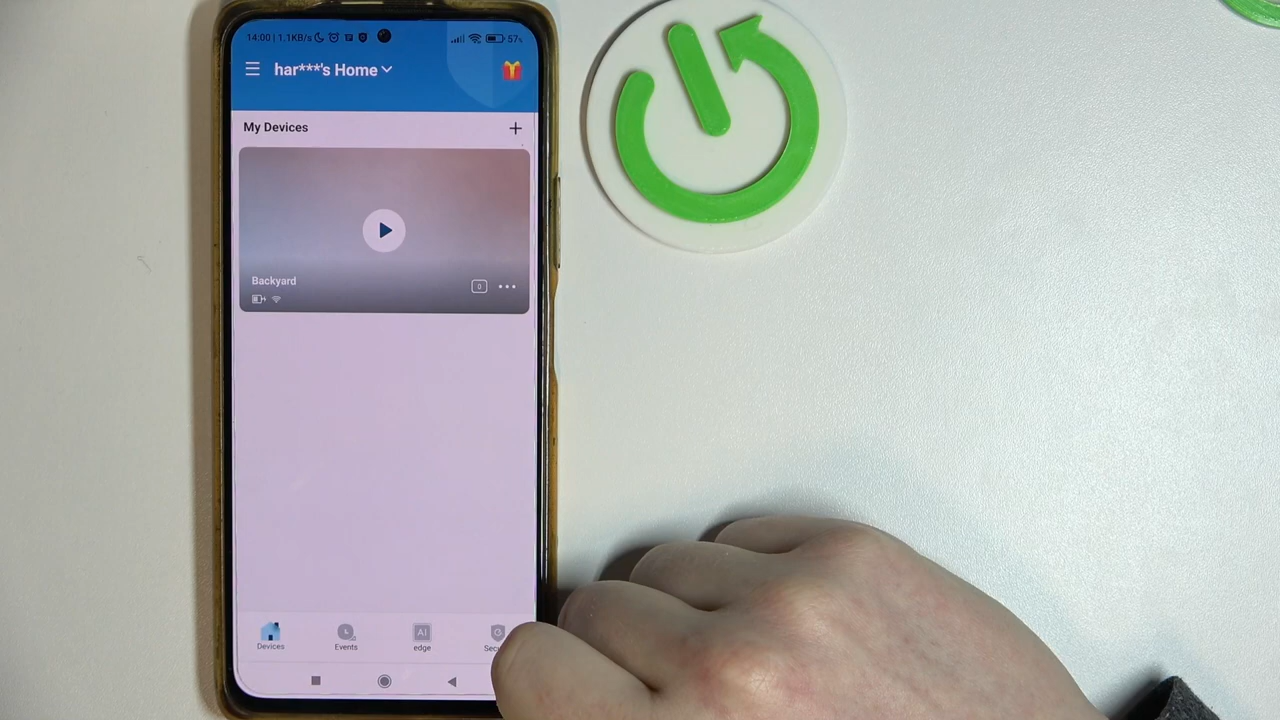 14:00 | 1.1KB/s 57%
har***'s Home
My Devices
Backyard
0
Devices
Events
AI
edge